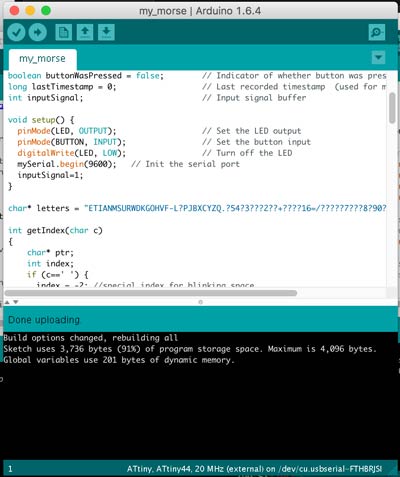 my_morse | Arduino 1.6.4
my_morse
boolean buttonWasPressed = false; // Indicator of whether button was pres
long lastTimestamp = 0; // Last recorded timestamp (used for m
int inputSignal; // Input signal buffer
void setup() {
pinMode(LED, OUTPUT); // Set the LED output
pinMode(BUTTON, INPUT); // Set the button input
digitalWrite(LED, LOW); // Turn off the LED
mySerial.begin(9600); // Init the serial port
inputSignal=1;
}
char* letters = "ETIANMSURWDKGOHVF-L?PJBXCYZQ.?54?3???2??+????16=/?????7???8?90?
int getIndex(char c)
{
char* ptr;
int index;
if (c==' ') {
index = -2; //special index for blinking space
Done uploading.
Build options changed, rebuilding all
Sketch uses 3,736 bytes (91%) of program storage space. Maximum is 4,096 bytes.
Global variables use 201 bytes of dynamic memory.
1 ATtiny, ATtiny44, 20 MHz (external) on /dev/cu.usbserial-FTHBRJSI